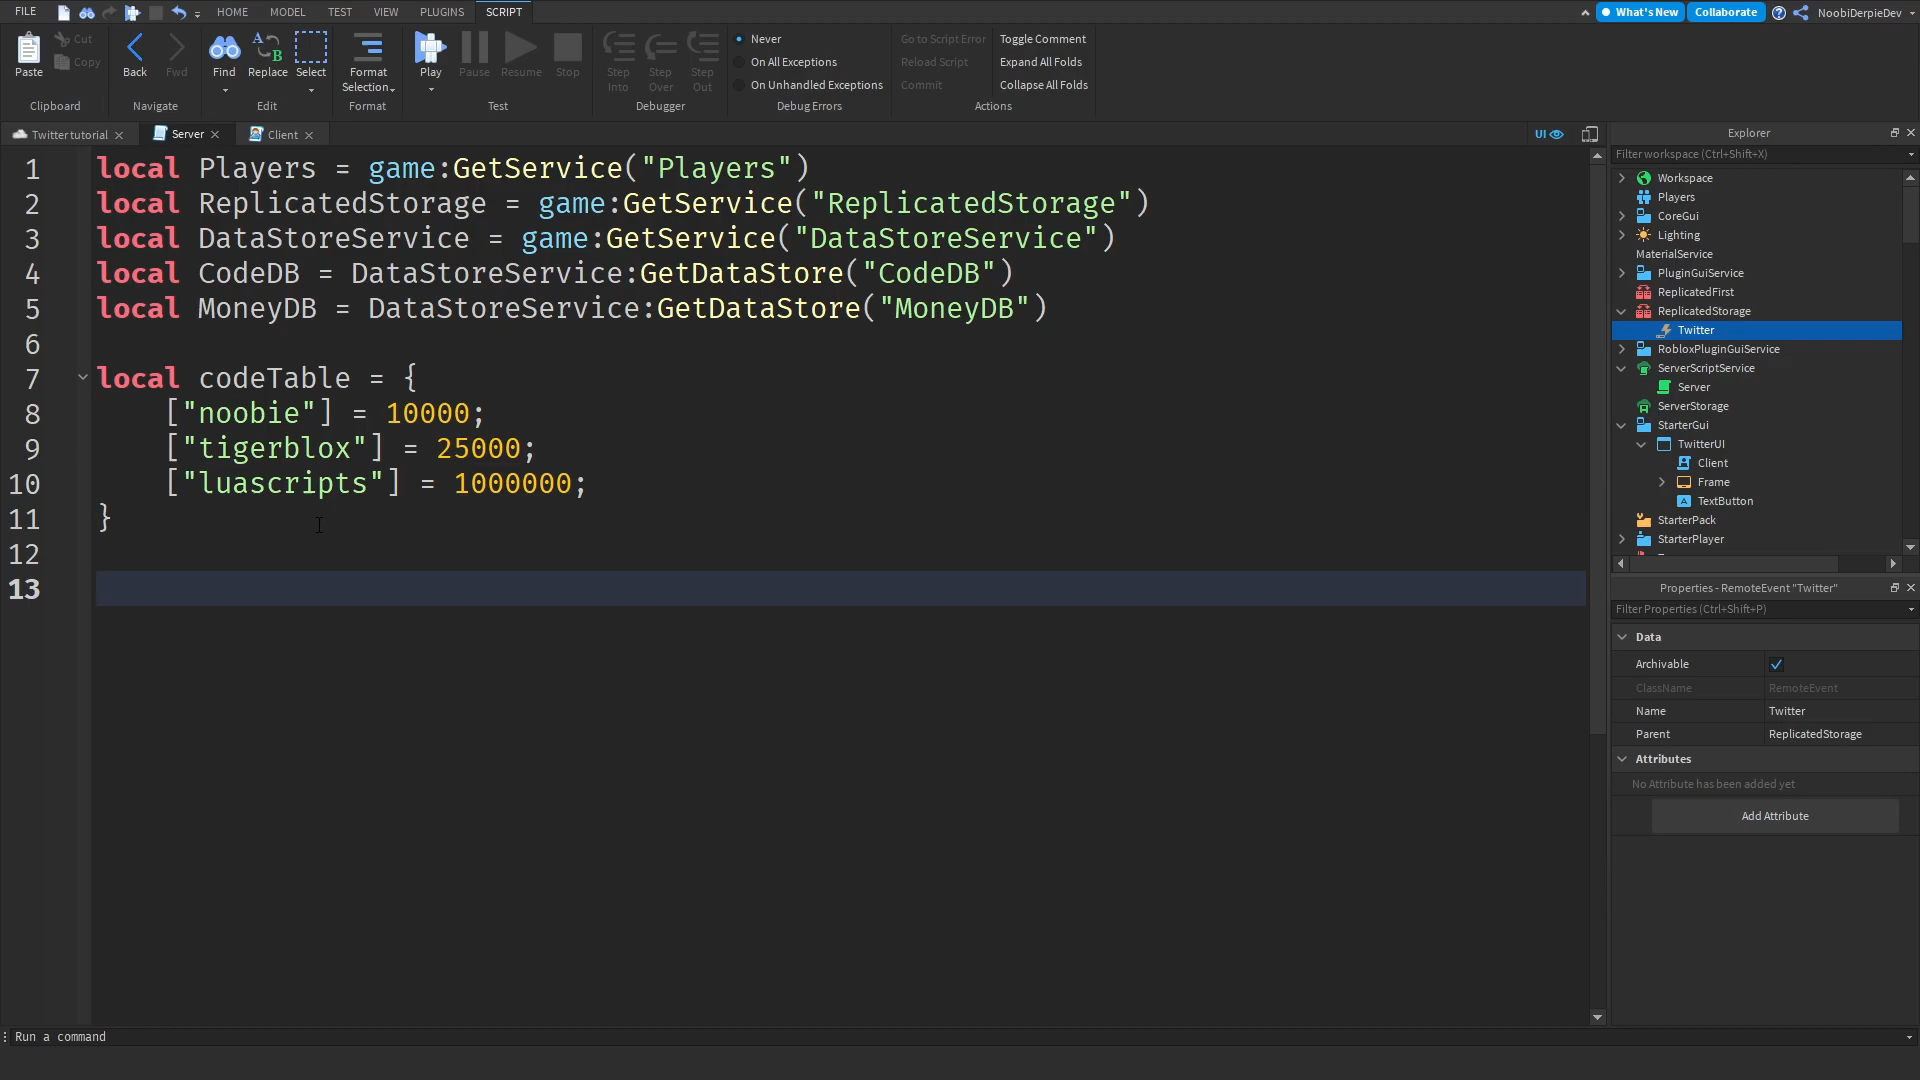 FILE HOME MODEL TEST VIEW PLUGINS SCRIPT What's New Collaborate NoobiDerpieDev
Paste Cut Copy Clipboard
Back Fwd Navigate
Find Replace Select Edit
Format Selection Format
Play Pause Resume Stop Test
Step Into Step Over Step Out Debugger
Never
On All Exceptions
On Unhandled Exceptions
Debug Errors
Go to Script Error Toggle Comment
Reload Script Expand All Folds
Commit Collapse All Folds
Actions
Twitter tutorial Server Client UI
1 local Players = game:GetService("Players")
2 local ReplicatedStorage = game:GetService("ReplicatedStorage")
3 local DataStoreService = game:GetService("DataStoreService")
4 local CodeDB = DataStoreService:GetDataStore("CodeDB")
5 local MoneyDB = DataStoreService:GetDataStore("MoneyDB")
6
7 local codeTable = {
8 ["noobie"] = 10000;
9 ["tigerblox"] = 25000;
10 ["luascripts"] = 1000000;
11 }
12
13
Explorer
Filter workspace (Ctrl+Shift+X)
Workspace
Players
CoreGui
Lighting
MaterialService
PluginGuiService
ReplicatedFirst
ReplicatedStorage
Twitter
RobloxPluginGuiService
ServerScriptService
Server
ServerStorage
StarterGui
TwitterUI
Client
Frame
TextButton
StarterPack
StarterPlayer
Properties - RemoteEvent "Twitter"
Filter Properties (Ctrl+Shift+P)
Data
Archivable
ClassName RemoteEvent
Name Twitter
Parent ReplicatedStorage
Attributes
No Attribute has been added yet
Add Attribute
Run a command